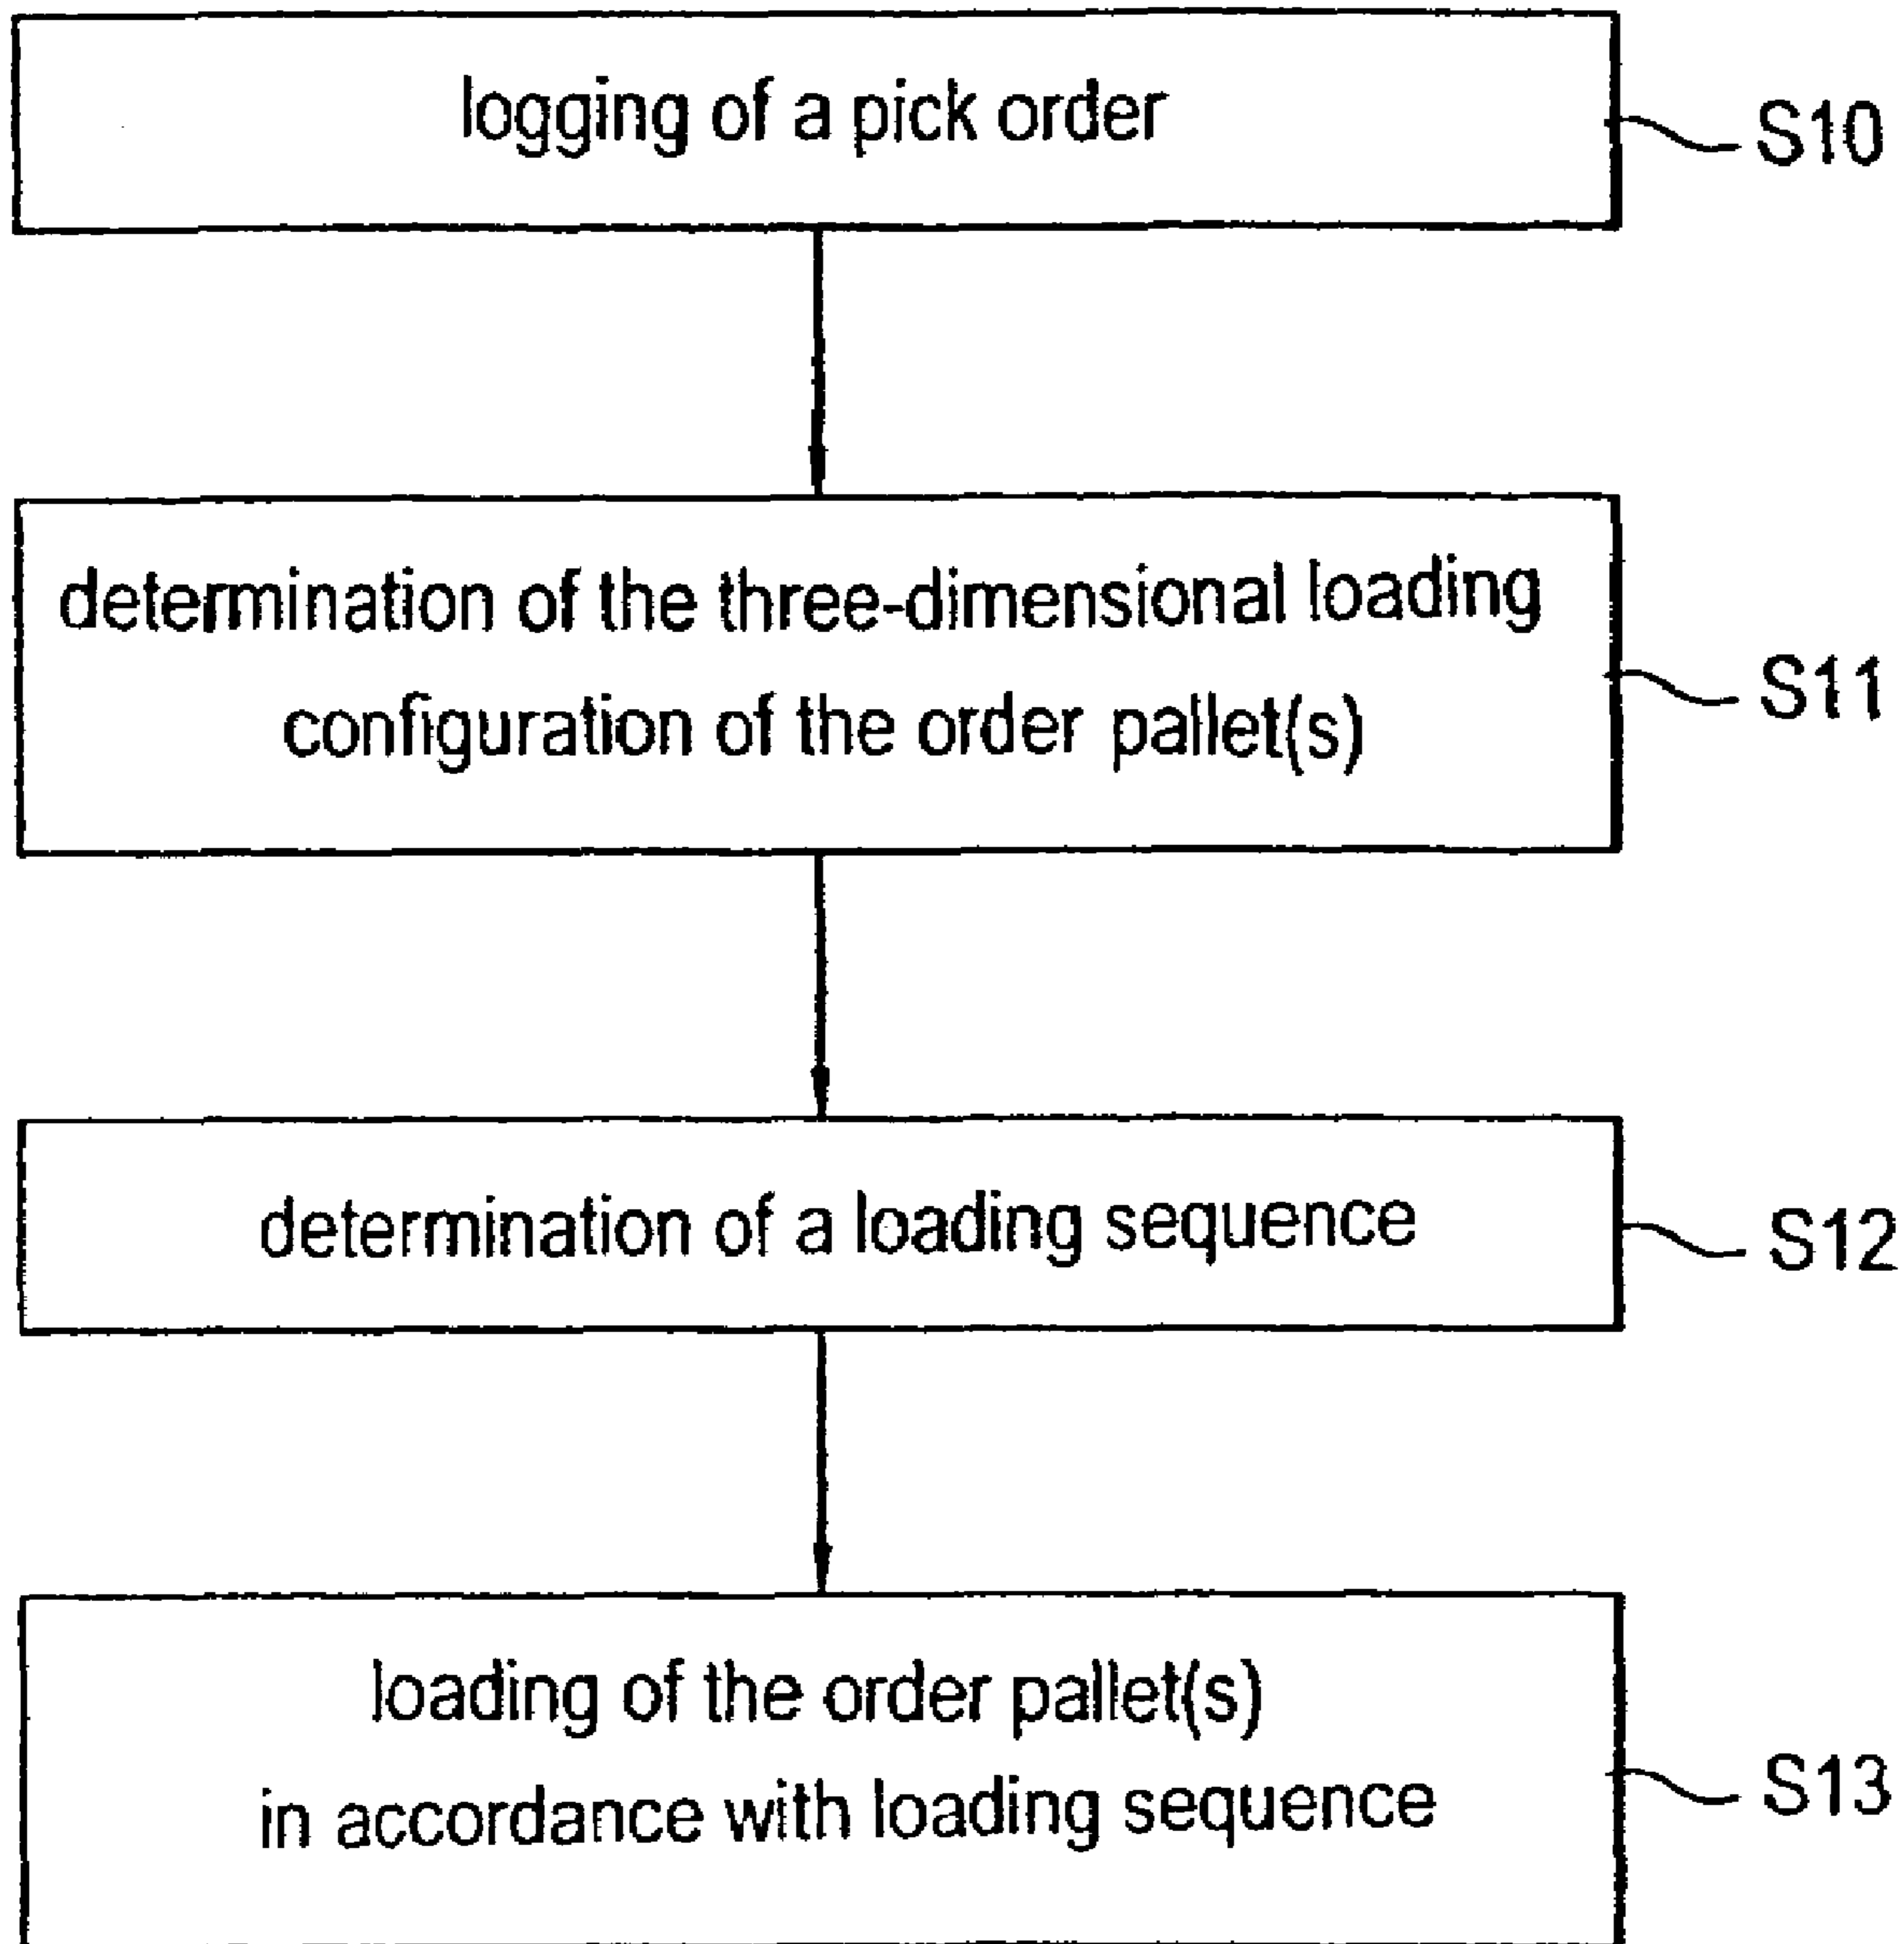 logging of a pick order
S10
determination of the three-dimensional loading
configuration of the order pallet(s)
S11
determination of a loading sequence
S12
loading of the order pallet(s)
in accordance with loading sequence
S13